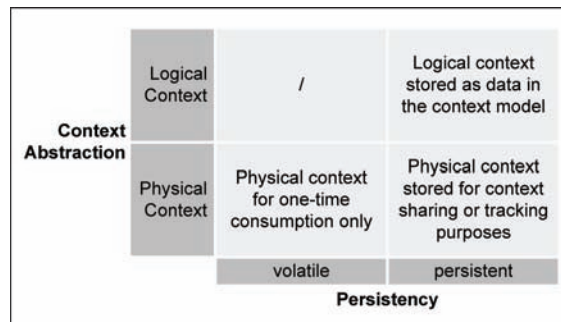 Context
Abstraction
Logical
Context
/
Logical context
stored as data in
the context model
Physical
Context
Physical context
for one-time
consumption only
Physical context
stored for context
sharing or tracking
purposes
volatile
persistent
Persistency